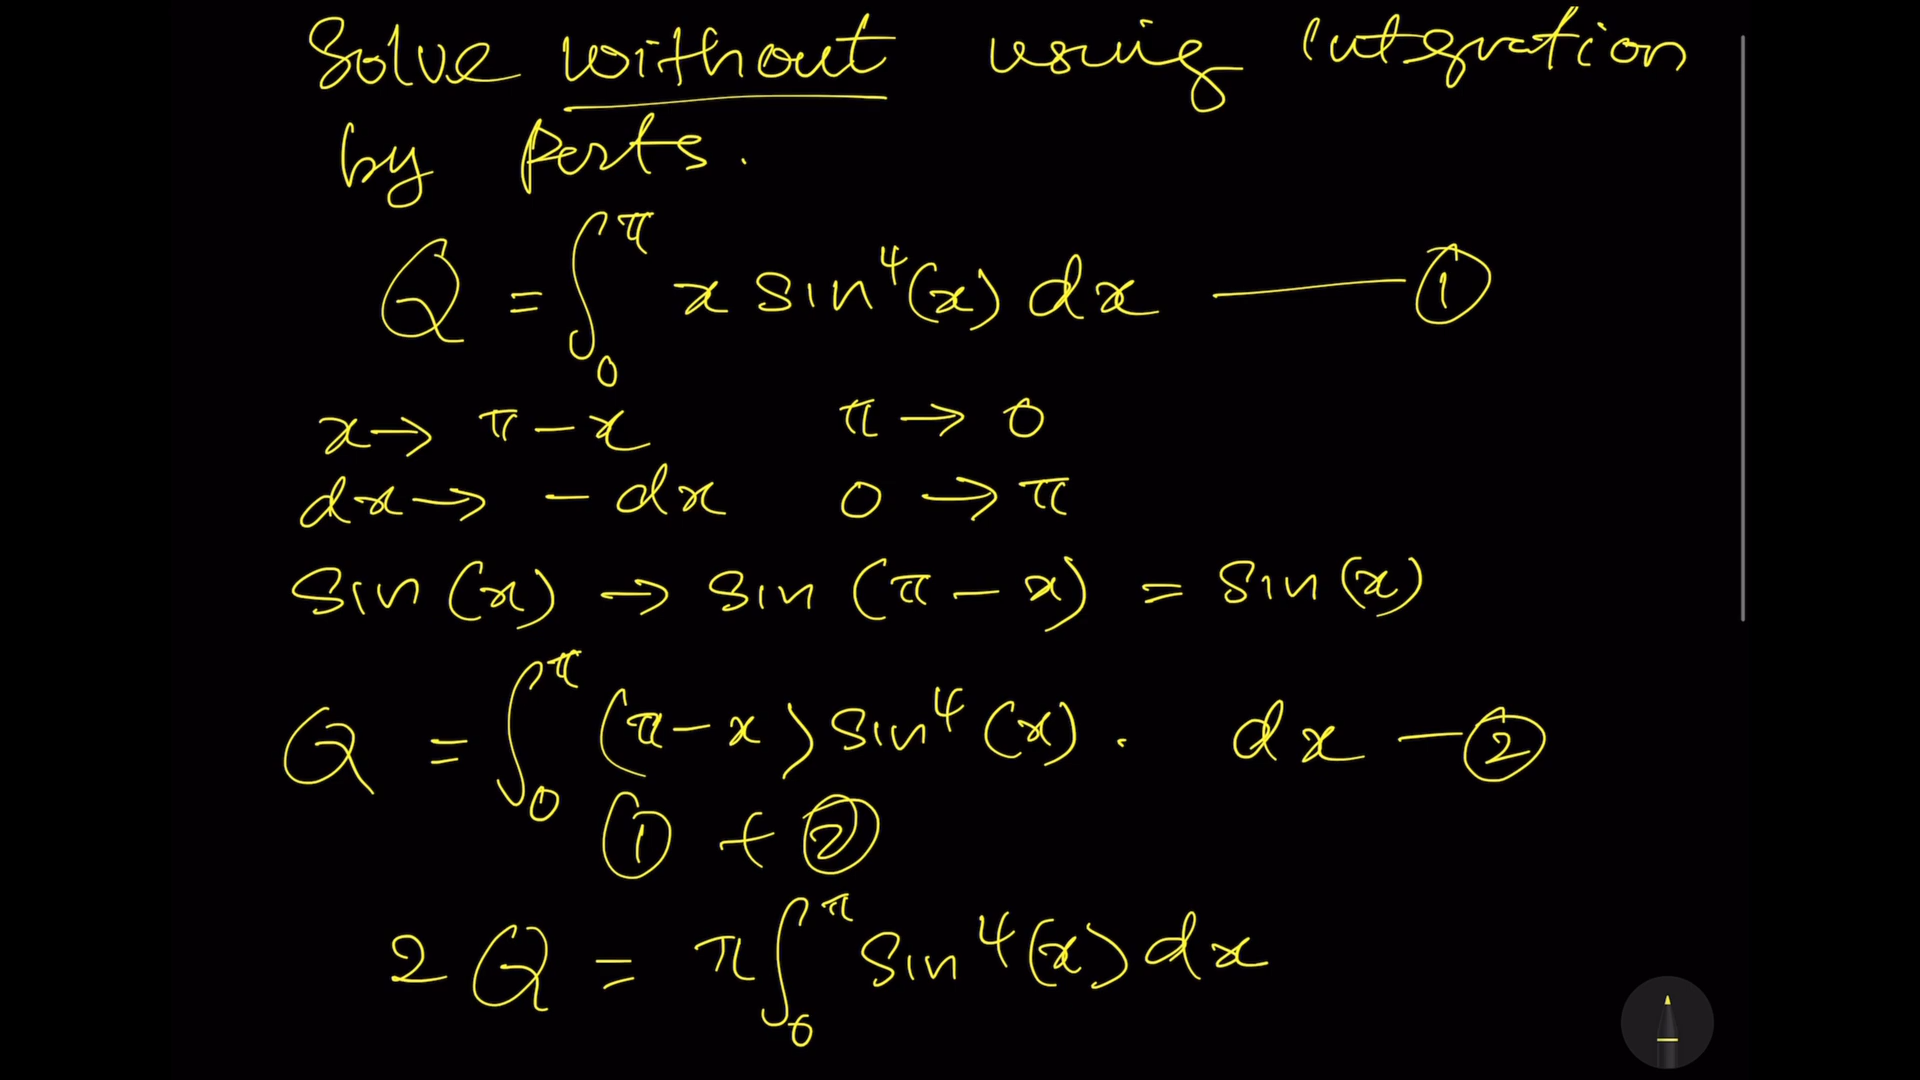 Solve without using integration
by parts.
Q = ∫₀^π x sin⁴(x) dx —— ①
x → π - x    π → 0
dx → - dx    0 → π
sin(x) → sin(π - x) = sin(x)
Q = ∫₀^π (π - x) sin⁴(x) . dx — ②
① + ②
2Q = π ∫₀^π sin⁴(x) dx